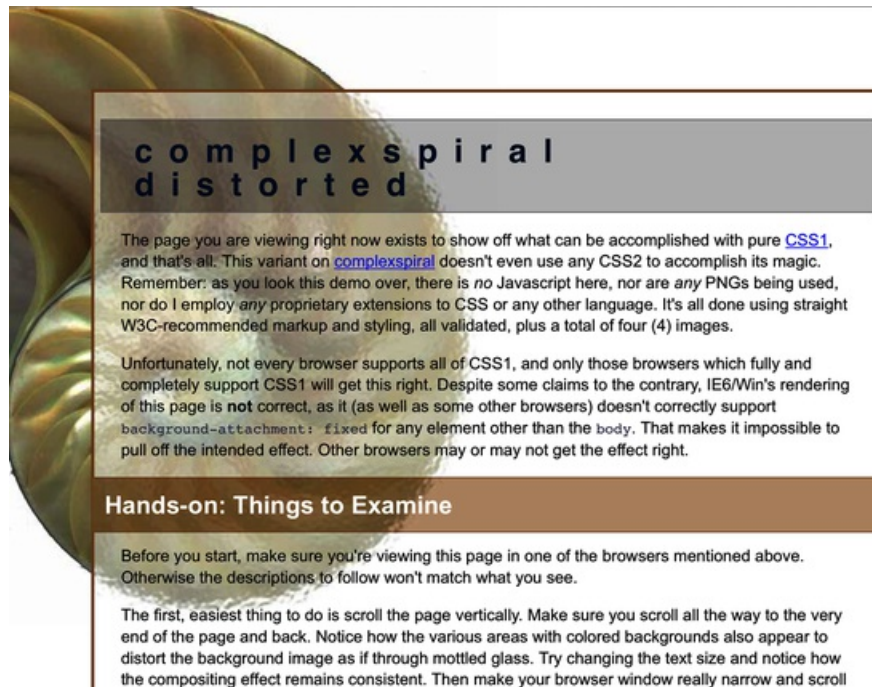 complexspiral
distorted
The page you are viewing right now exists to show off what can be accomplished with pure CSS1,
and that's all. This variant on complexspiral doesn't even use any CSS2 to accomplish its magic.
Remember: as you look this demo over, there is no Javascript here, nor are any PNGs being used,
nor do I employ any proprietary extensions to CSS or any other language. It's all done using straight
W3C-recommended markup and styling, all validated, plus a total of four (4) images.
Unfortunately, not every browser supports all of CSS1, and only those browsers which fully and
completely support CSS1 will get this right. Despite some claims to the contrary, IE6/Win's rendering
of this page is not correct, as it (as well as some other browsers) doesn't correctly support
background-attachment: fixed for any element other than the body. That makes it impossible to
pull off the intended effect. Other browsers may or may not get the effect right.
Hands-on: Things to Examine
Before you start, make sure you're viewing this page in one of the browsers mentioned above.
Otherwise the descriptions to follow won't match what you see.
The first, easiest thing to do is scroll the page vertically. Make sure you scroll all the way to the very
end of the page and back. Notice how the various areas with colored backgrounds also appear to
distort the background image as if through mottled glass. Try changing the text size and notice how
the compositing effect remains consistent. Then make your browser window really narrow and scroll